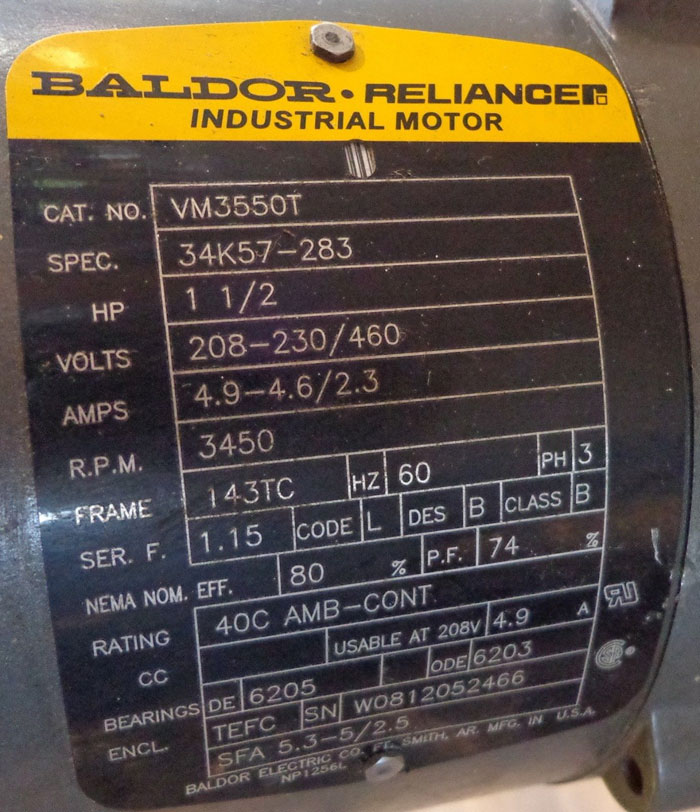 BALDOR • RELIANCER
INDUSTRIAL MOTOR
CAT. NO. VM3550T
SPEC. 34K57-283
HP 1 1/2
VOLTS 208-230/460
AMPS 4.9-4.6/2.3
R.P.M. 3450
FRAME 143TC HZ 60 PH 3
SER. F. 1.15 CODE L DES B CLASS B
NEMA NOM. EFF. 80 % P.F. 74 %
RATING 40C AMB-CONT
CC USABLE AT 208V 4.9 A
BEARINGS DE 6205 ODE 6203
ENCL. TEFC SN W0812052466
SFA 5.3-5/2.5
BALDOR ELECTRIC CO. FT. SMITH, AR. MFG. IN U.S.A.
NP1256L